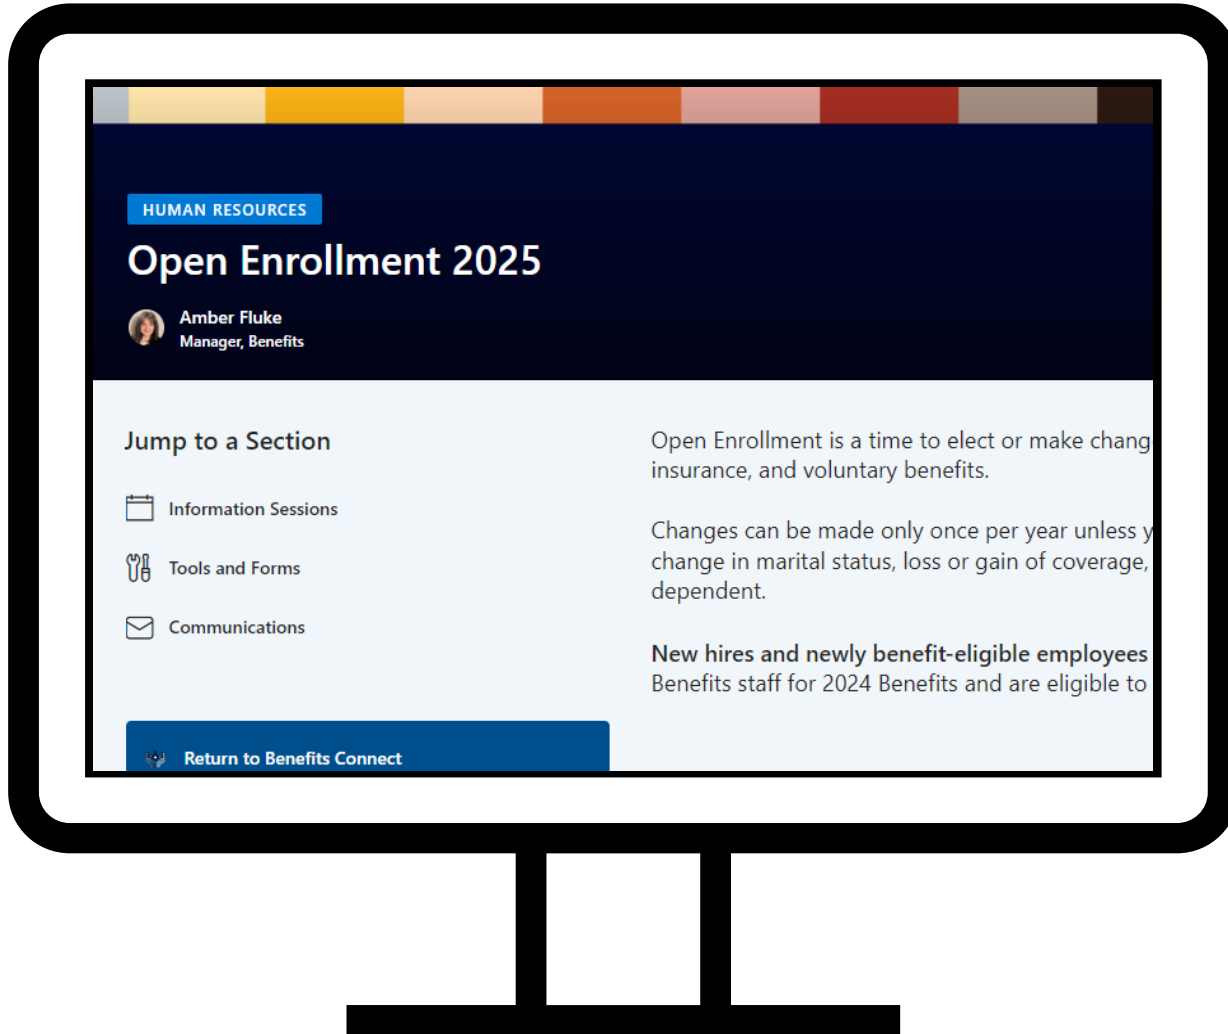 HUMAN RESOURCES
Open Enrollment 2025
Amber Fluke
Manager, Benefits
Jump to a Section
Information Sessions
Tools and Forms
Communications
Return to Benefits Connect
Open Enrollment is a time to elect or make chang
insurance, and voluntary benefits.
Changes can be made only once per year unless y
change in marital status, loss or gain of coverage,
dependent.
New hires and newly benefit-eligible employees
Benefits staff for 2024 Benefits and are eligible to